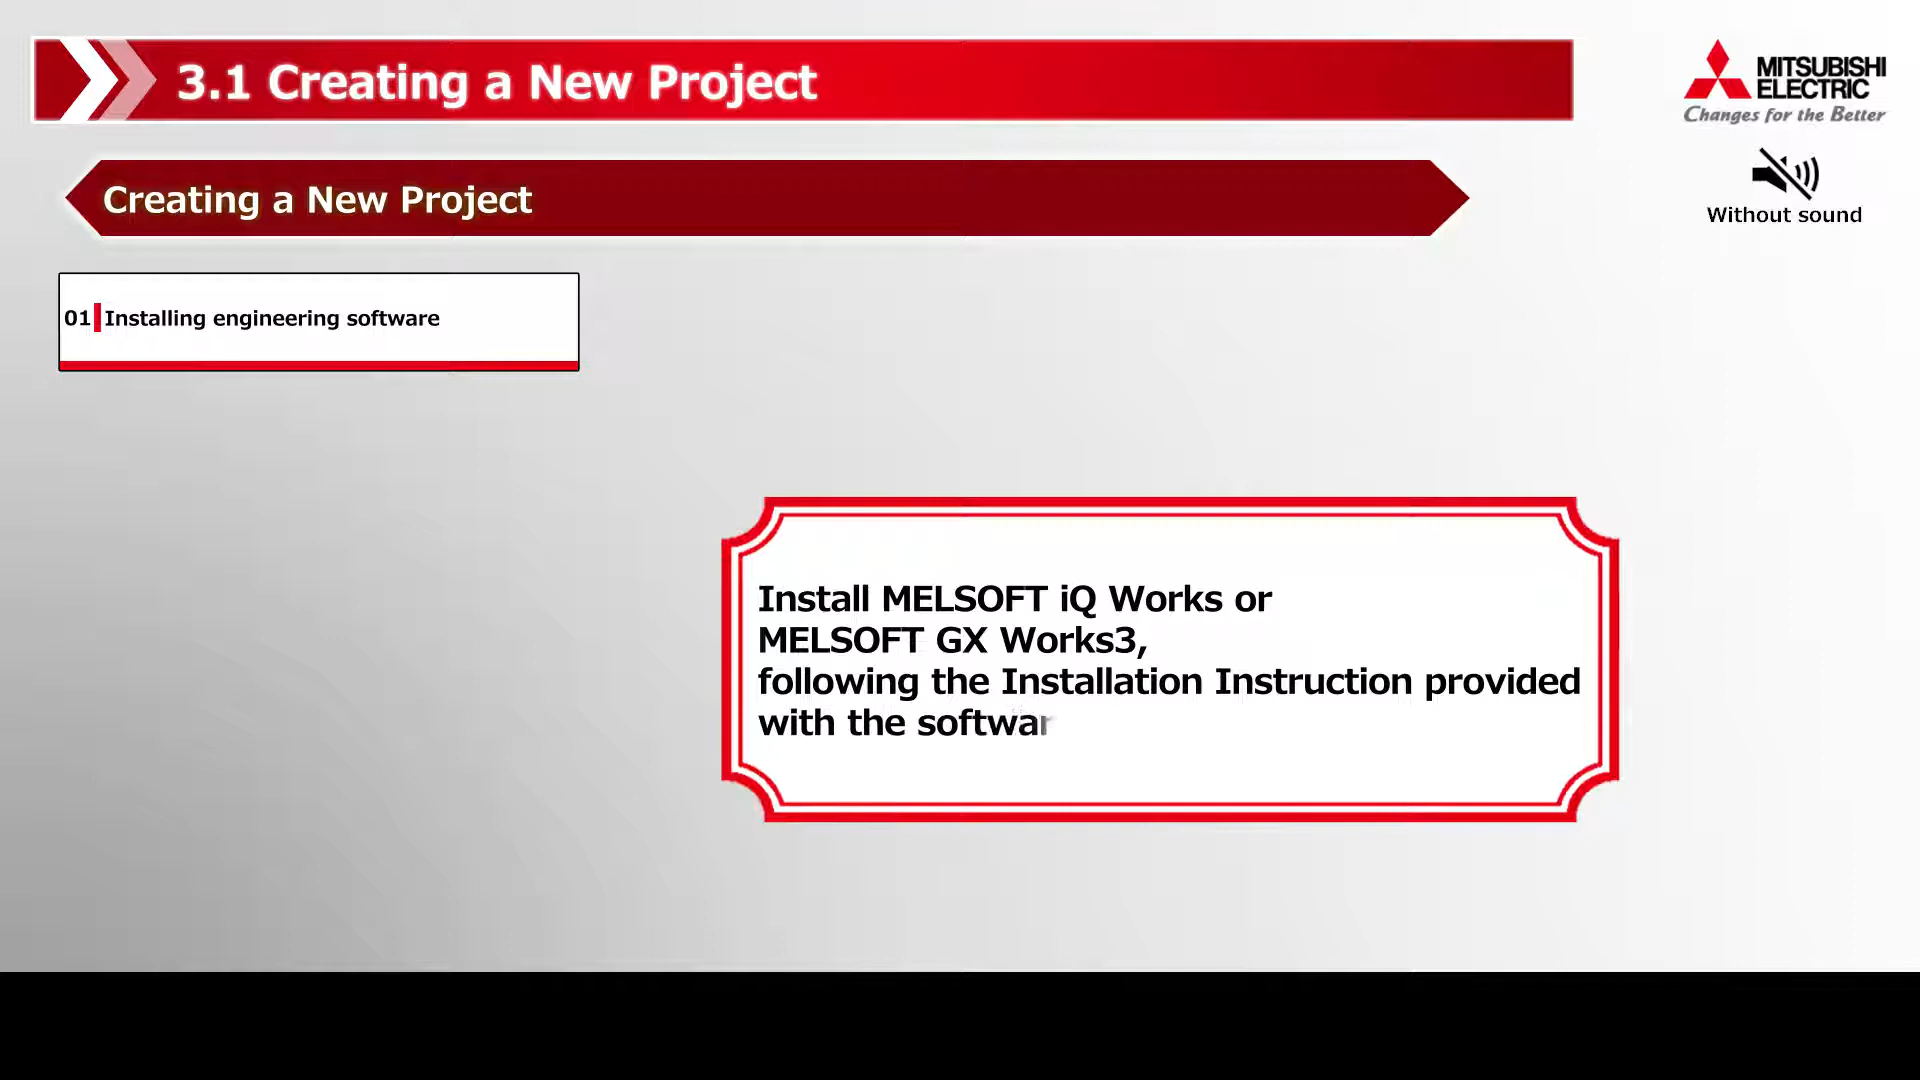 3.1 Creating a New Project
MITSUBISHI
ELECTRIC
Changes for the Better
Creating a New Project
Without sound
01 Installing engineering software
Install MELSOFT iQ Works or
MELSOFT GX Works3,
following the Installation Instruction provided
with the softwar